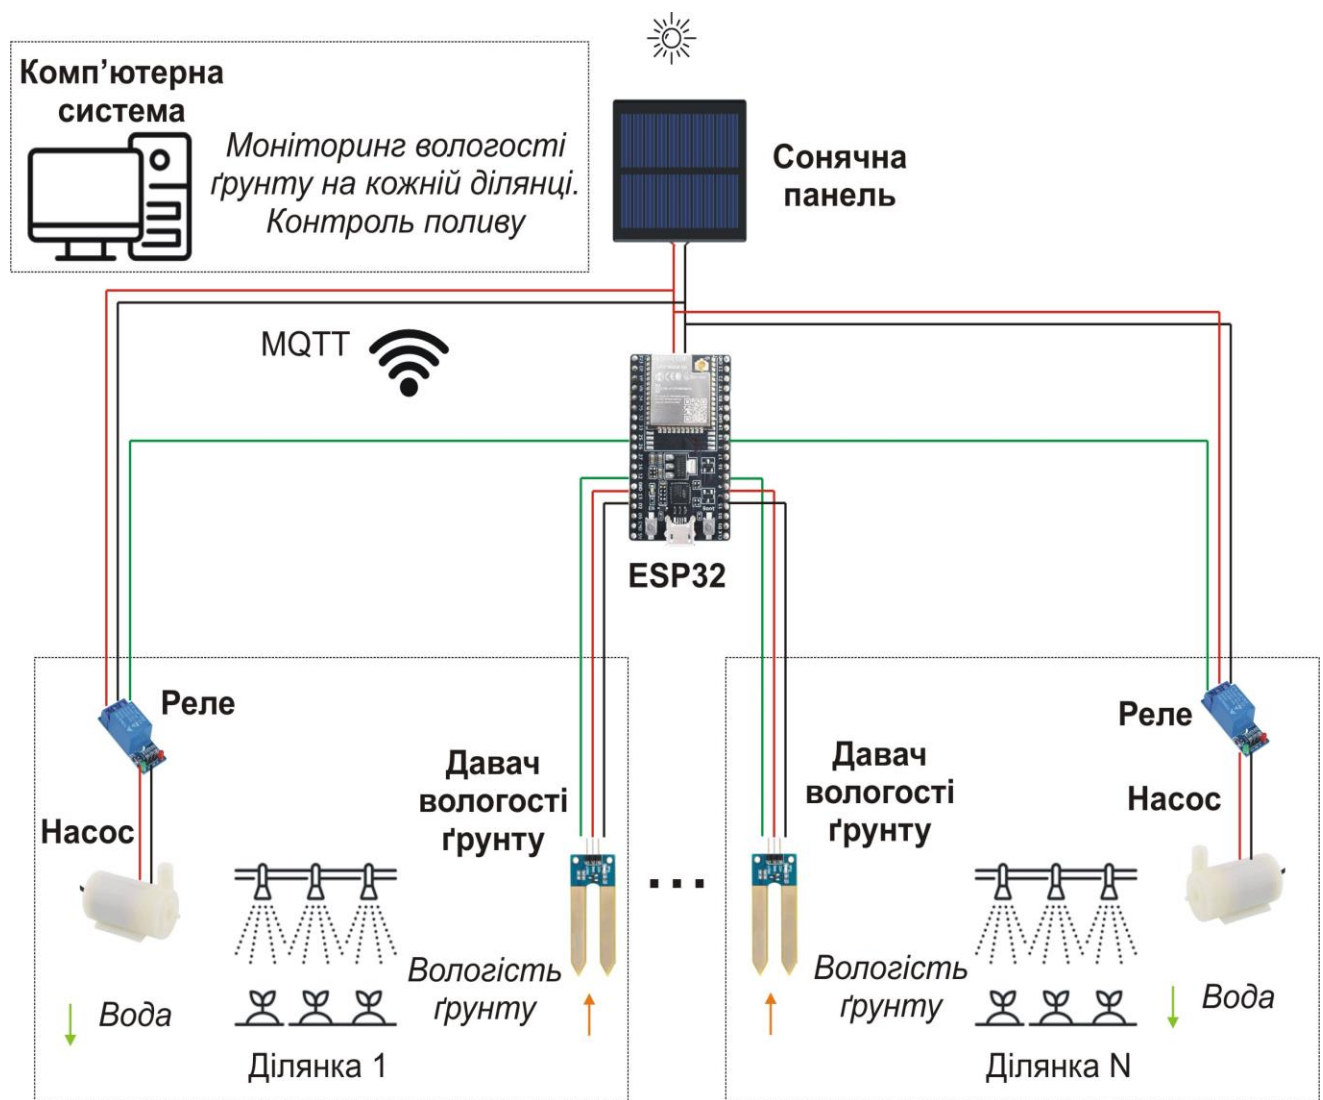 Комп’ютерна
система
Моніторинг вологості
ґрунту на кожній ділянці.
Контроль поливу
Сонячна
панель
MQTT
ESP32
Реле
Насос
Давач
вологості
ґрунту
Вологість
ґрунту
Вода
Ділянка 1
...
Давач
вологості
ґрунту
Реле
Насос
Вологість
ґрунту
Вода
Ділянка N